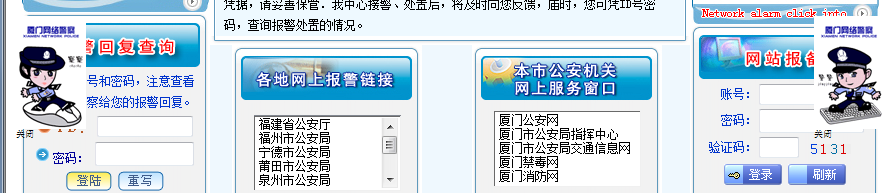 凭据，请妥善保管．我中心接警、处置后，将及时向您反馈，届时，您可凭ID号密
码，查询报警处置的情况。
厦门网络警察
XIAMEN NETWORK POLICE
警回复查询
号和密码，注意查看
察给您的报警回复。
关闭
密码：
登陆
重写
各地网上报警链接
福建省公安厅
福州市公安局
宁德市公安局
莆田市公安局
泉州市公安局
本市公安机关
网上服务窗口
厦门公安网
厦门市公安局指挥中心
厦门市公安局交通信息网
厦门禁毒网
厦门消防网
Network alarm click into
网站报备
厦门网络警察
XIAMEN NETWORK POLICE
账号：
密码：
关闭
验证码：
5131
登录
刷新